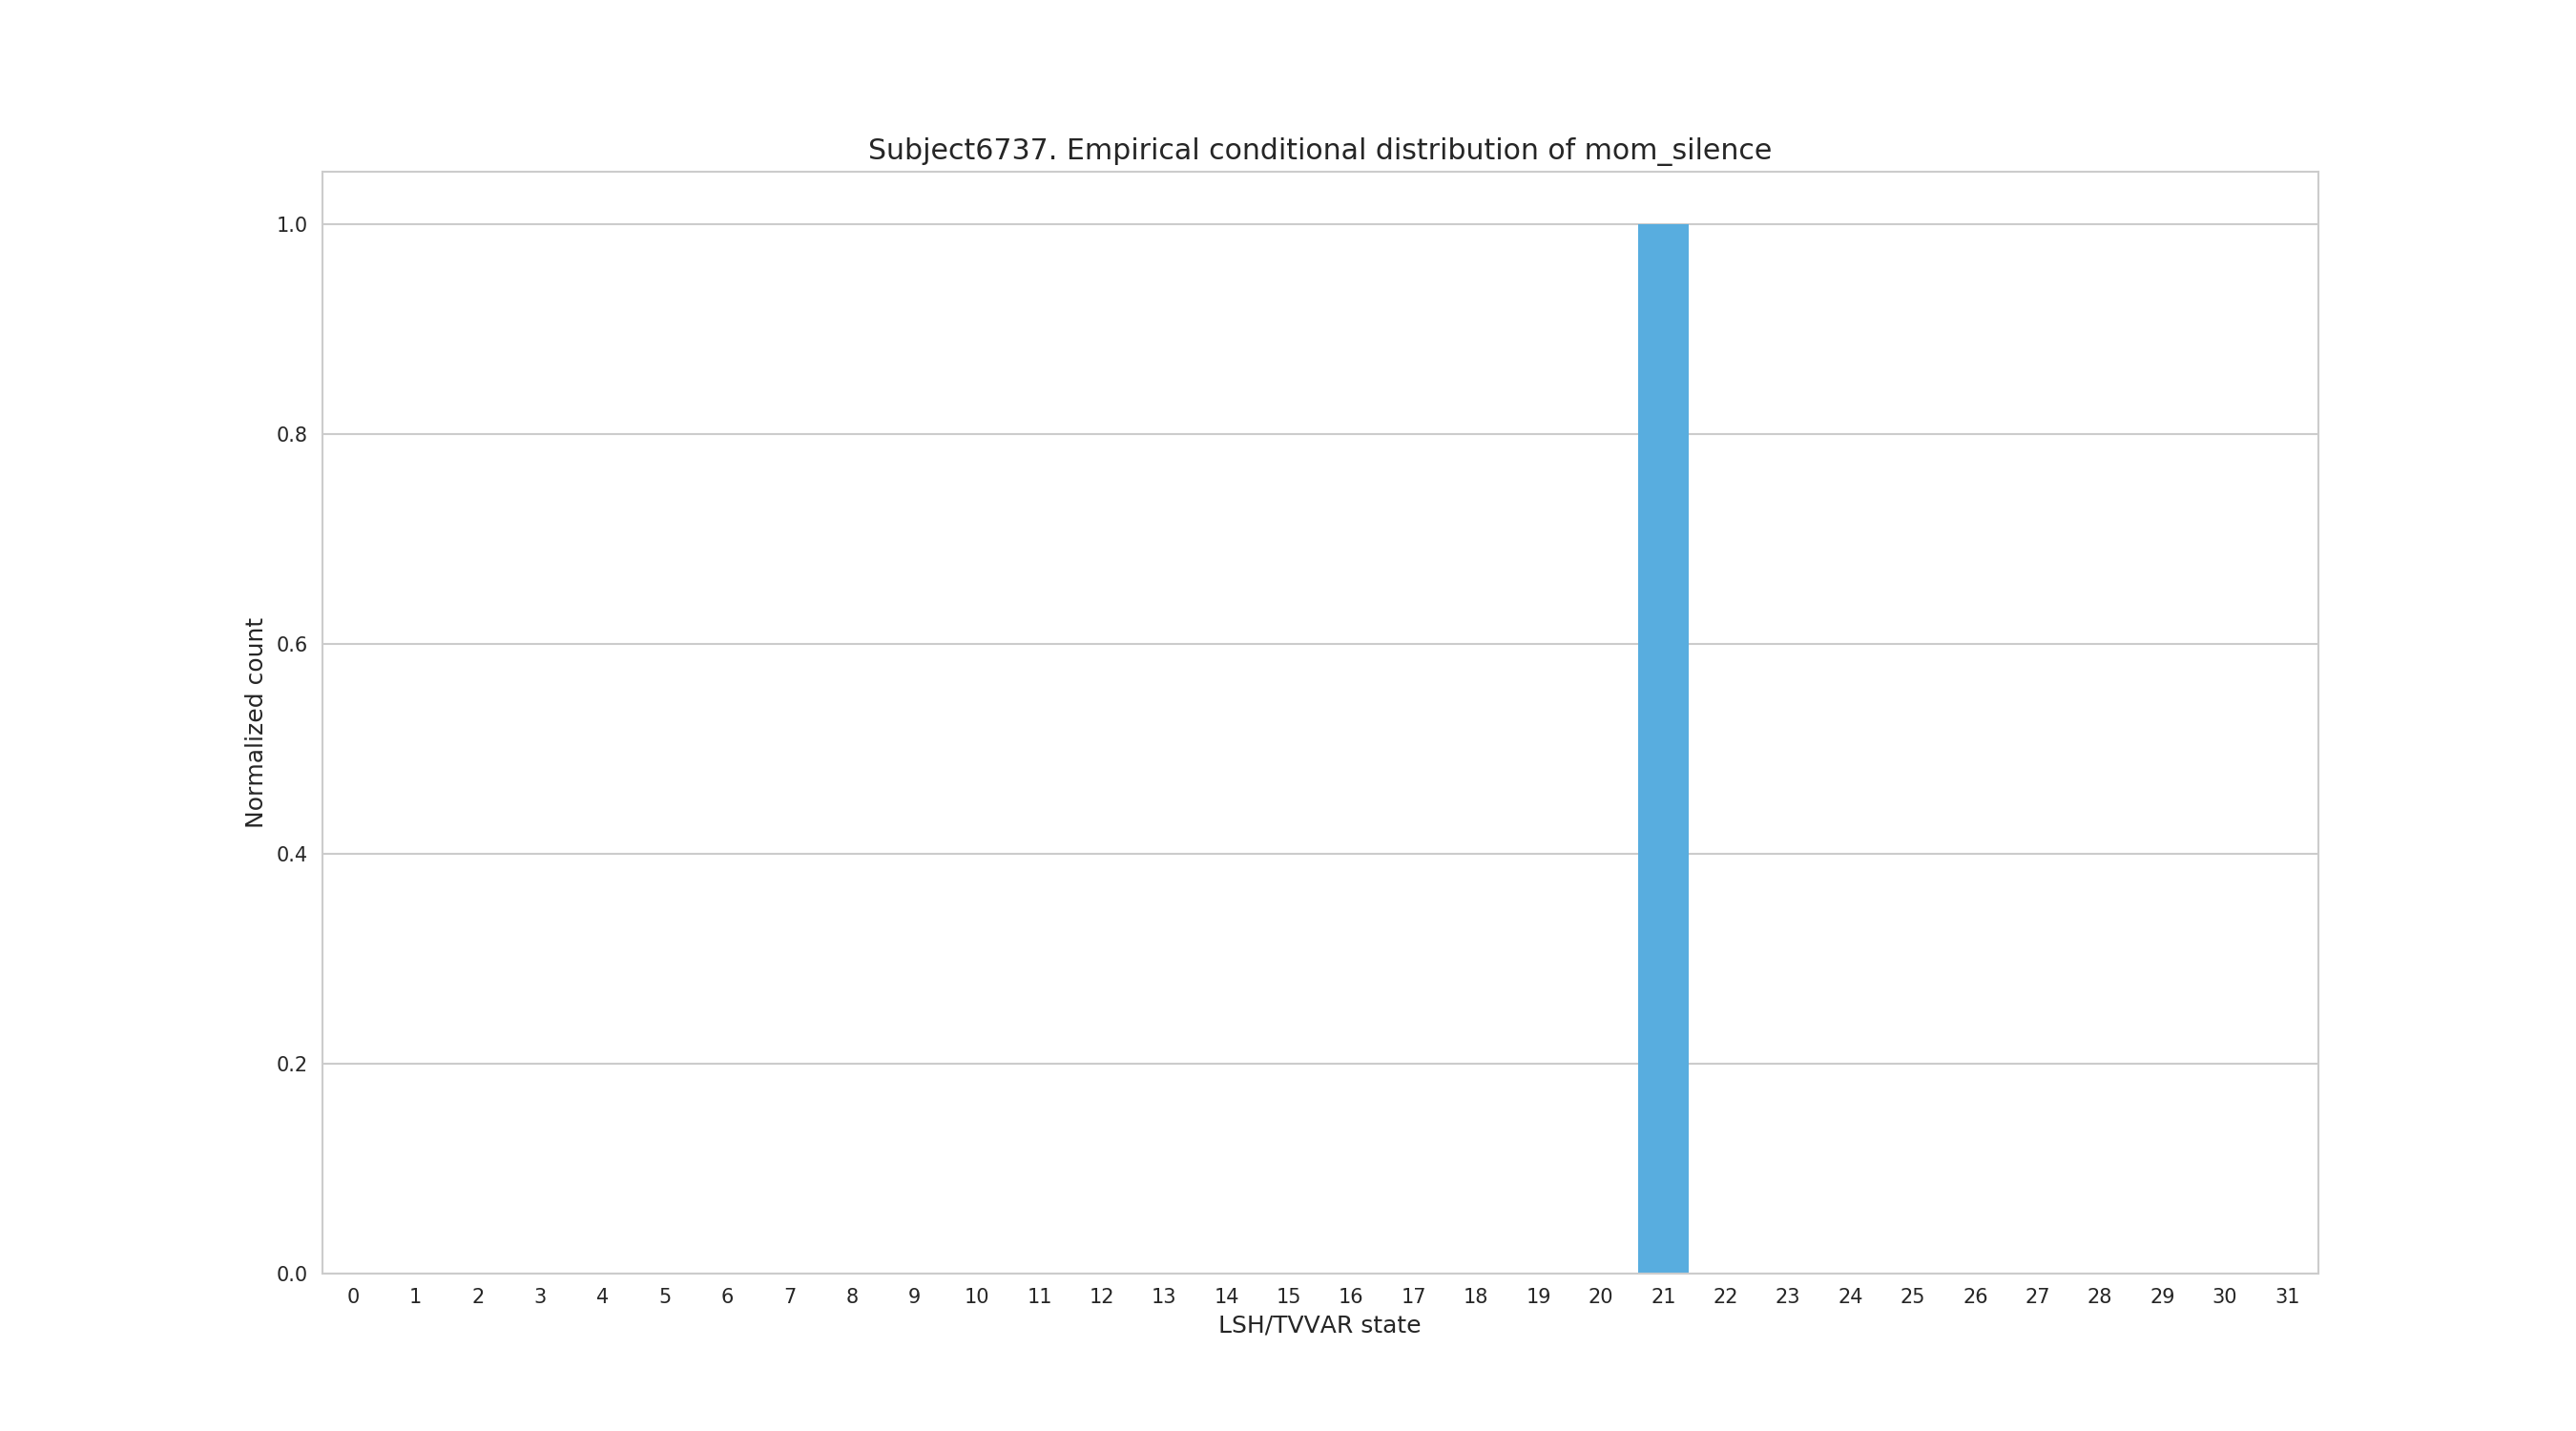 Subject6737. Empirical conditional distribution of mom_silence
1.0
0.8
0.6
0.4
0.2
0.0
Normalized count
0 1 2 3 4 5 6 7 8 9 10 11 12 13 14 15 16 17 18 19 20 21 22 23 24 25 26 27 28 29 30 31
LSH/TVVAR state